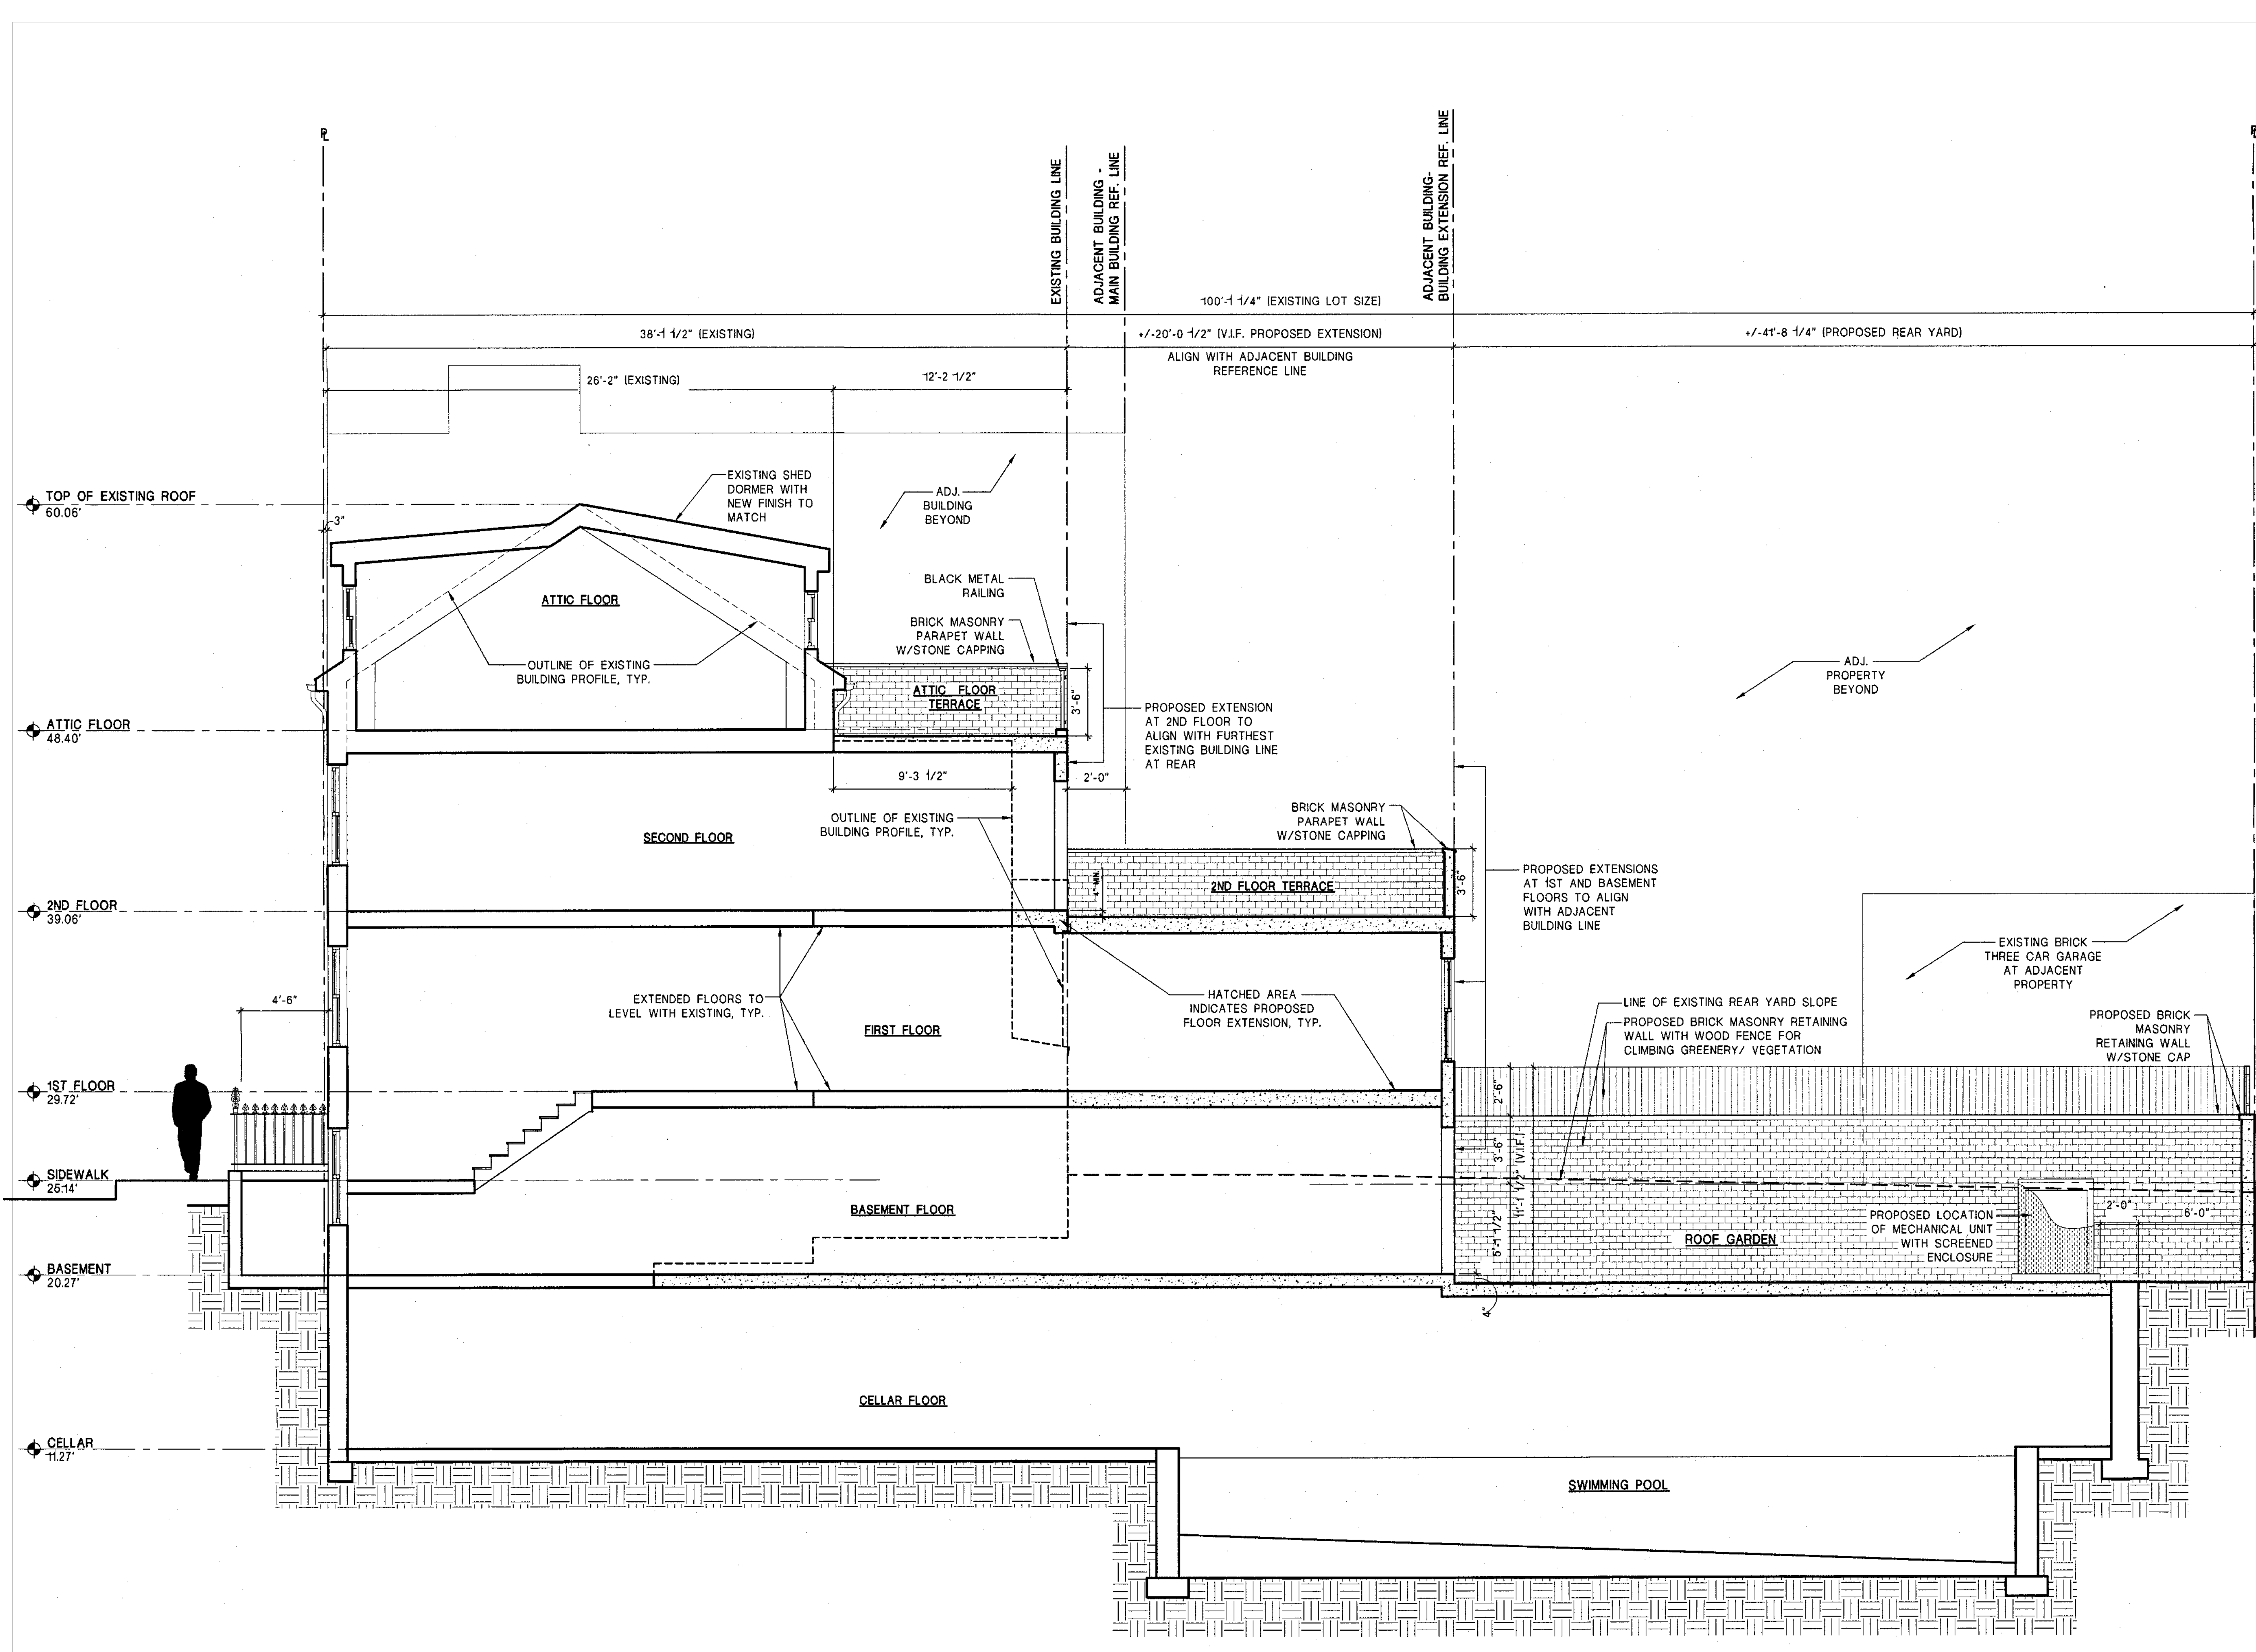 PL
PL
EXISTING BUILDING LINE
ADJACENT BUILDING -
MAIN BUILDING REF. LINE
ADJACENT BUILDING-
BUILDING EXTENSION REF. LINE
100'-1 1/4" (EXISTING LOT SIZE)
38'-1 1/2" (EXISTING)
+/-20'-0 1/2" (V.I.F. PROPOSED EXTENSION)
+/-41'-8 1/4" (PROPOSED REAR YARD)
ALIGN WITH ADJACENT BUILDING
REFERENCE LINE
26'-2" (EXISTING)
12'-2 1/2"
EXISTING SHED
DORMER WITH
NEW FINISH TO
MATCH
ADJ.
BUILDING
BEYOND
TOP OF EXISTING ROOF
60.06'
3"
BLACK METAL
RAILING
ATTIC FLOOR
BRICK MASONRY
PARAPET WALL
W/STONE CAPPING
OUTLINE OF EXISTING
BUILDING PROFILE, TYP.
ADJ.
PROPERTY
BEYOND
ATTIC FLOOR
TERRACE
3'-6"
PROPOSED EXTENSION
AT 2ND FLOOR TO
ALIGN WITH FURTHEST
EXISTING BUILDING LINE
AT REAR
ATTIC FLOOR
48.40'
9'-3 1/2"
2'-0"
OUTLINE OF EXISTING
BUILDING PROFILE, TYP.
BRICK MASONRY
PARAPET WALL
W/STONE CAPPING
SECOND FLOOR
PROPOSED EXTENSIONS
AT 1ST AND BASEMENT
FLOORS TO ALIGN
WITH ADJACENT
BUILDING LINE
4" MIN.
2ND FLOOR TERRACE
3'-6"
2ND FLOOR
39.06'
EXISTING BRICK
THREE CAR GARAGE
AT ADJACENT
PROPERTY
4'-6"
EXTENDED FLOORS TO
LEVEL WITH EXISTING, TYP.
HATCHED AREA
INDICATES PROPOSED
FLOOR EXTENSION, TYP.
FIRST FLOOR
LINE OF EXISTING REAR YARD SLOPE
PROPOSED BRICK MASONRY RETAINING
WALL WITH WOOD FENCE FOR
CLIMBING GREENERY/ VEGETATION
PROPOSED BRICK
MASONRY
RETAINING WALL
W/STONE CAP
1ST FLOOR
29.72'
2'-6"
3'-6"
11'-1 1/2" (V.I.F.)
5'-1 1/2"
SIDEWALK
25.14'
BASEMENT FLOOR
PROPOSED LOCATION
OF MECHANICAL UNIT
WITH SCREENED
ENCLOSURE
2'-0"
6'-0"
ROOF GARDEN
BASEMENT
20.27'
4"
CELLAR FLOOR
CELLAR
11.27'
SWIMMING POOL